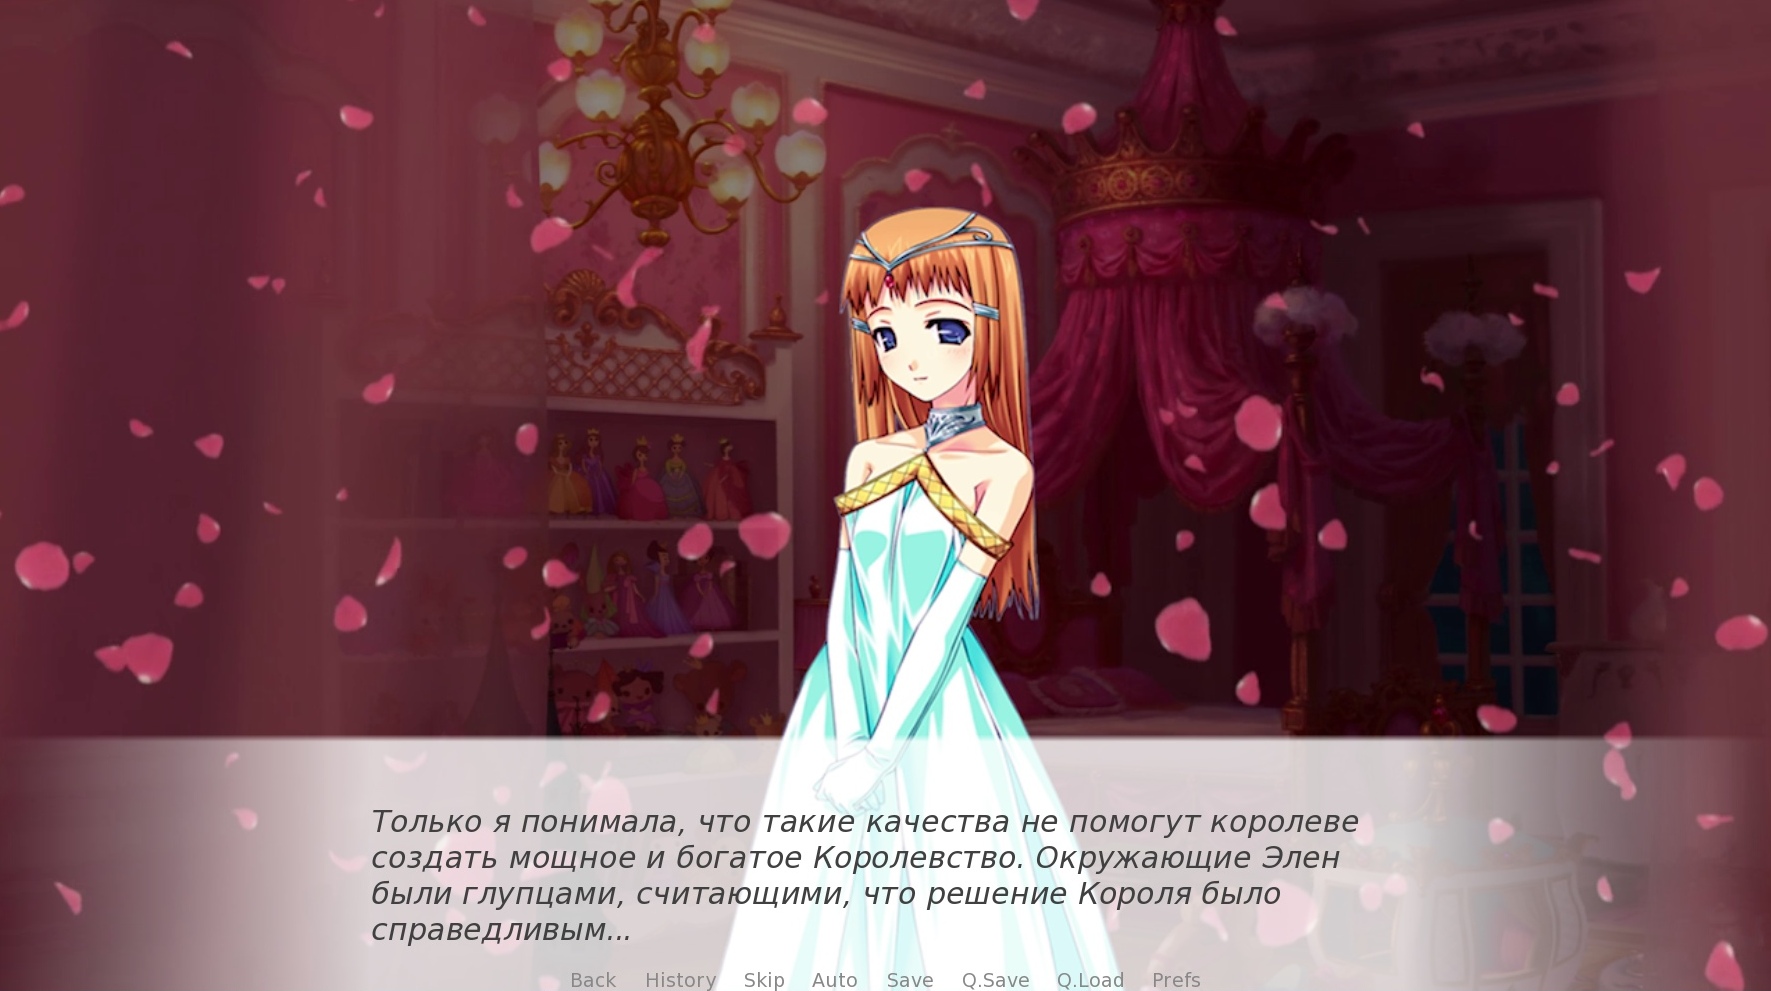 Только я понимала, что такие качества не помогут королеве
создать мощное и богатое Королевство. Окружающие Элен
были глупцами, считающими, что решение Короля было
справедливым...
Back History Skip Auto Save Q.Save Q.Load Prefs